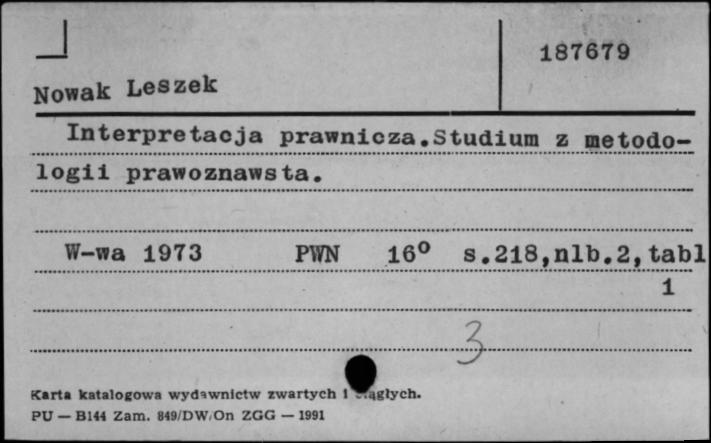 187679
Nowak Leszek
Interpretacja prawnicza.Studium z metodo-
logii prawoznawsta.
W-wa 1973 PWN 16° s.218,nlb.2,tabl
1
3
Karta katalogowa wydawnictw zwartych i
PU — B144 Zam. 849/DW/On ZGG — 1991